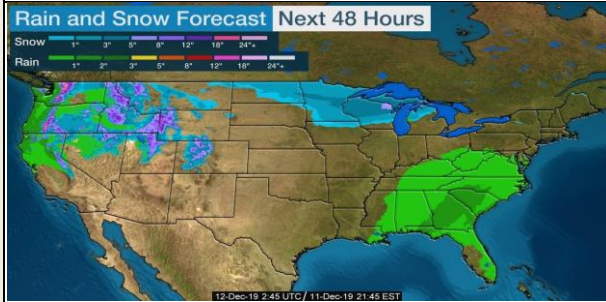 Rain and Snow Forecast Next 48 Hours
Snow
1" 3" 5" 8" 12" 18" 24"+
Rain
1" 2" 3" 5" 8" 12" 18" 24"+
12-Dec-19 2:45 UTC / 11-Dec-19 21:45 EST